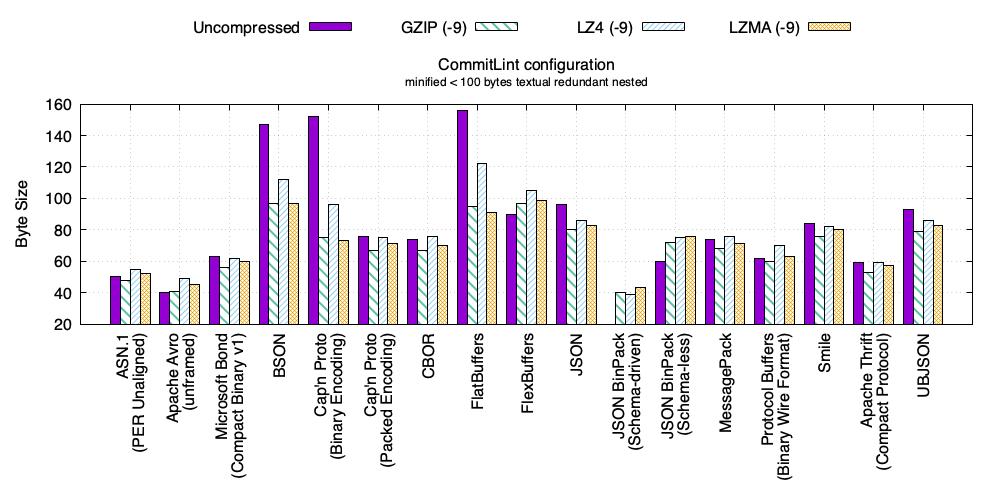 Uncompressed GZIP (-9) LZ4 (-9) LZMA (-9)
CommitLint configuration
minified < 100 bytes textual redundant nested
Byte Size
160
140
120
100
80
60
40
20
ASN.1
(PER Unaligned)
Apache Avro
(unframed)
Microsoft Bond
(Compact Binary v1)
BSON
Cap'n Proto
(Binary Encoding)
Cap'n Proto
(Packed Encoding)
CBOR
FlatBuffers
FlexBuffers
JSON
JSON BinPack
(Schema-driven)
JSON BinPack
(Schema-less)
MessagePack
Protocol Buffers
(Binary Wire Format)
Smile
Apache Thrift
(Compact Protocol)
UBJSON